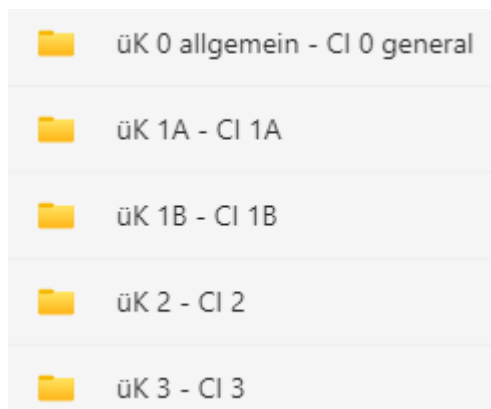 üK 0 allgemein - CI 0 general
üK 1A - CI 1A
üK 1B - CI 1B
üK 2 - CI 2
üK 3 - CI 3